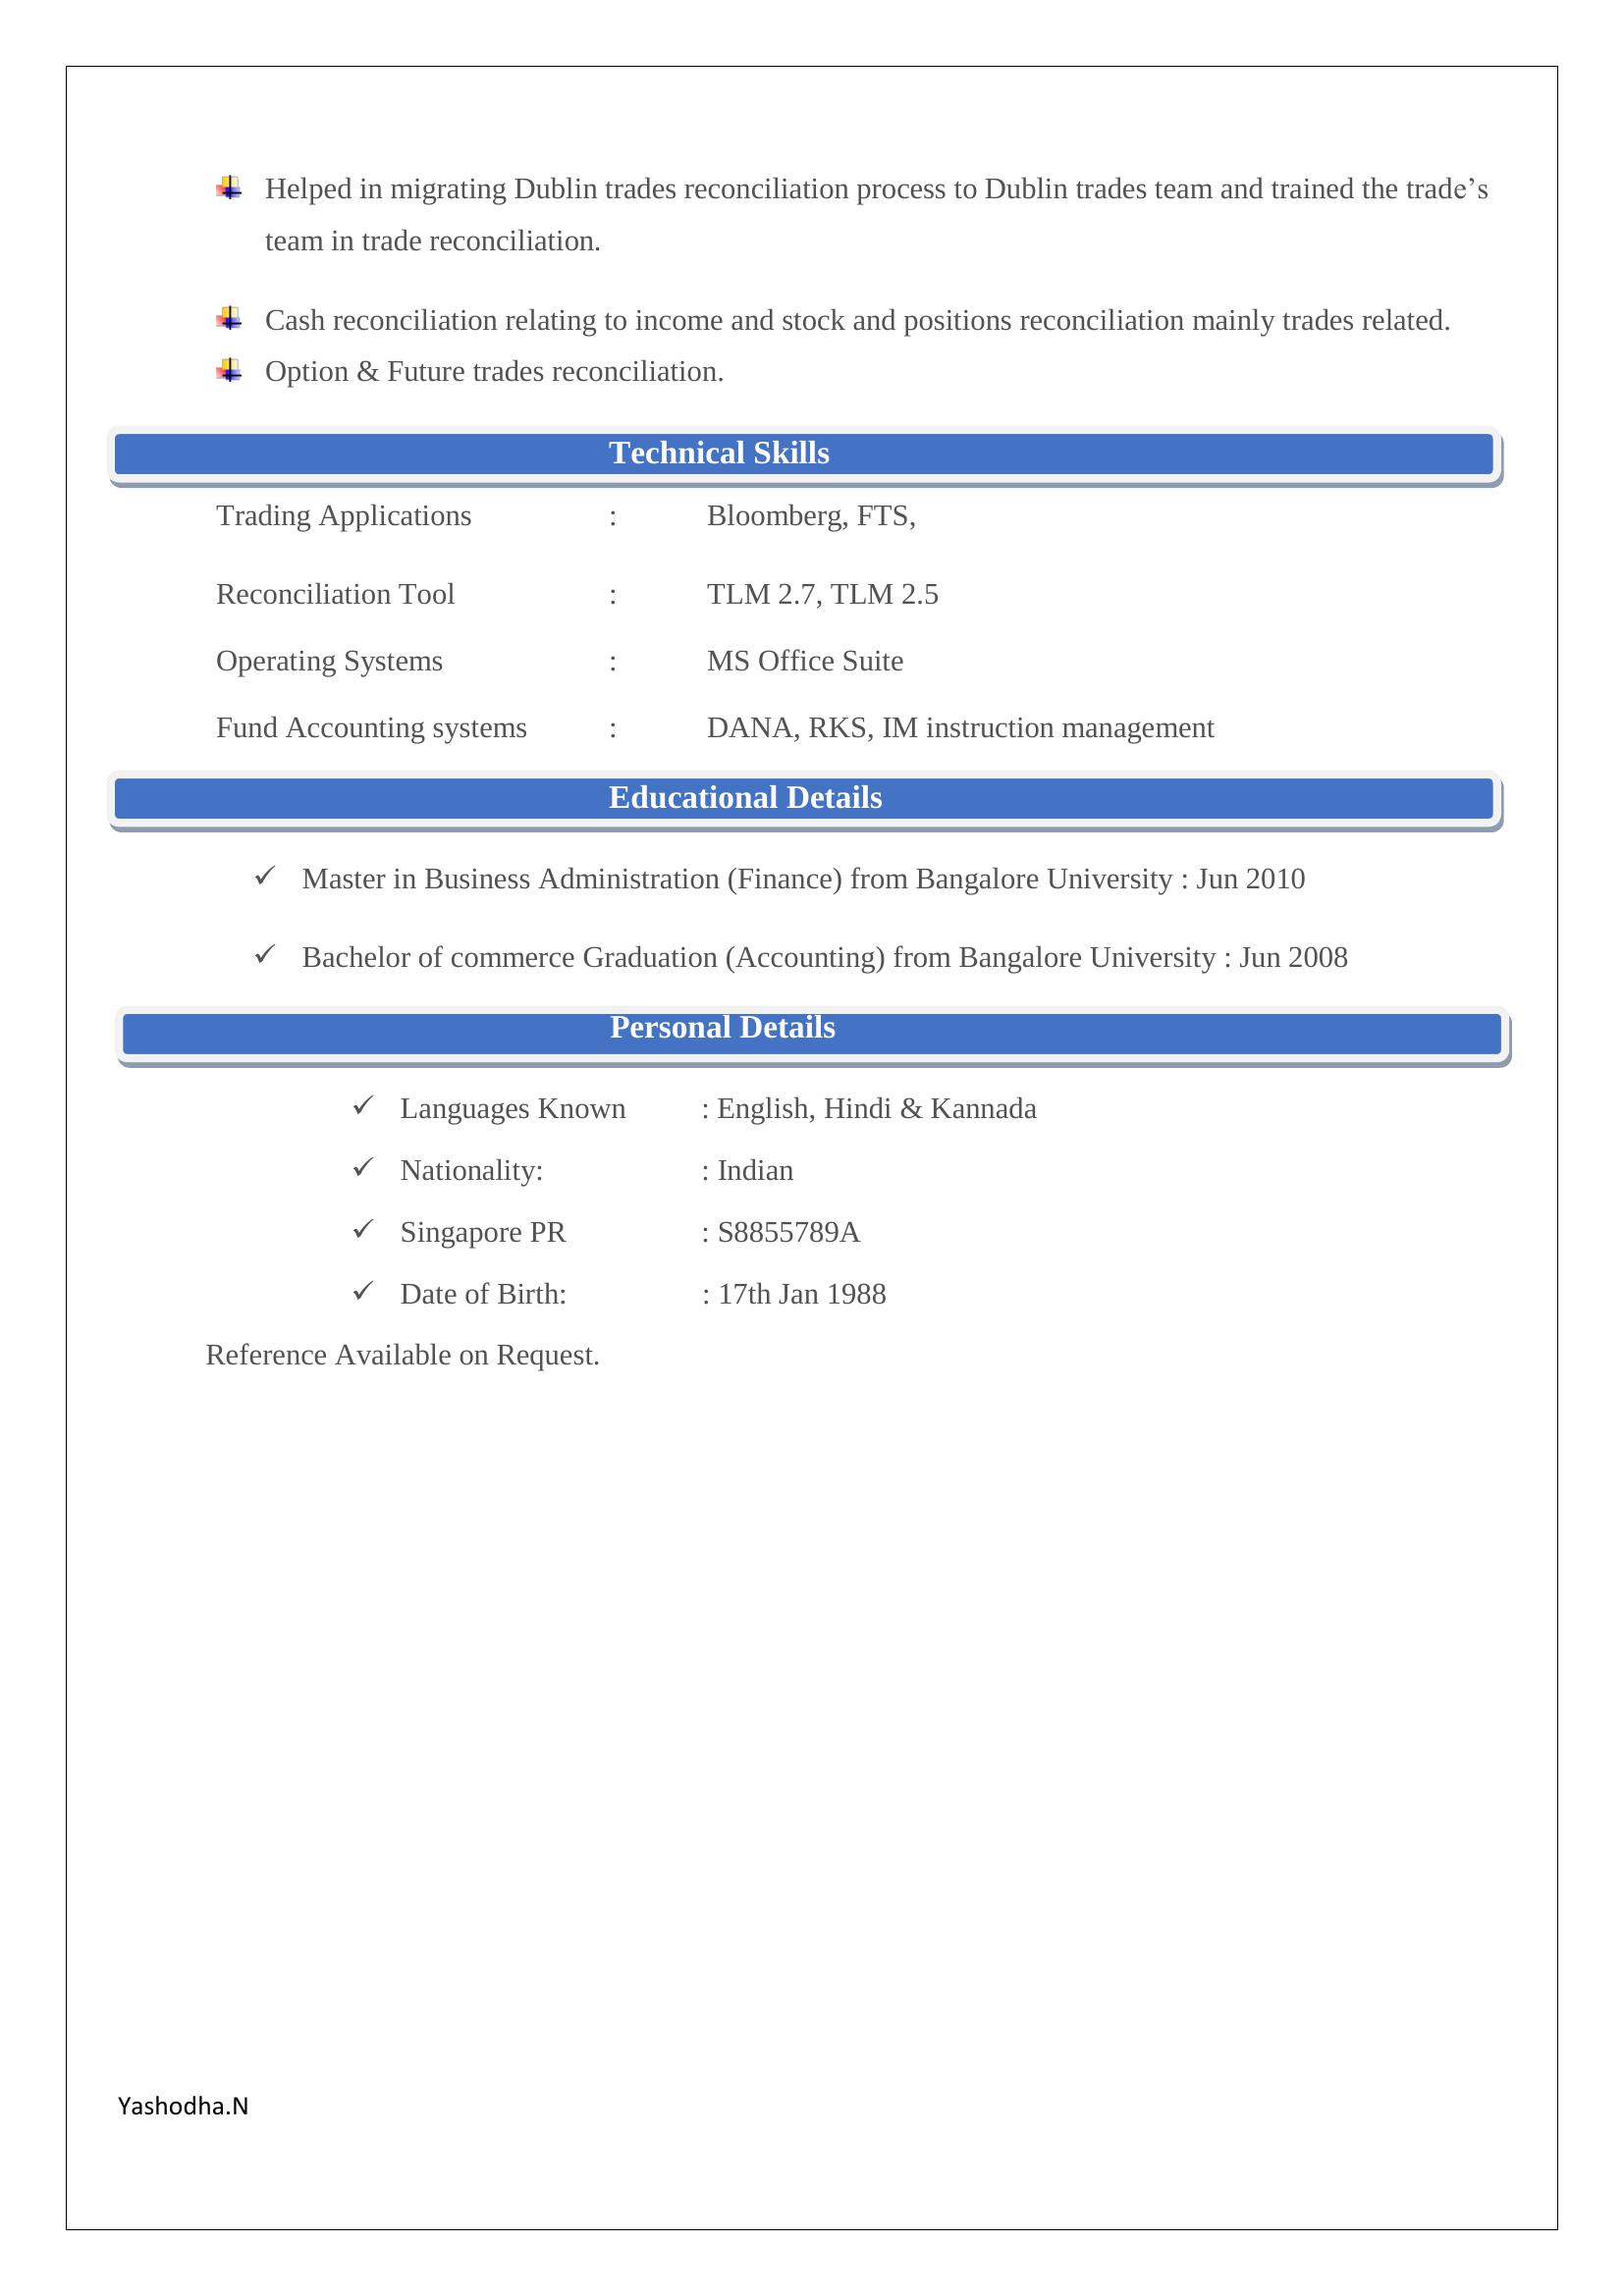 Helped in migrating Dublin trades reconciliation process to Dublin trades team and trained the trade’s
team in trade reconciliation.
Cash reconciliation relating to income and stock and positions reconciliation mainly trades related.
Option & Future trades reconciliation.
Technical Skills
Trading Applications : Bloomberg, FTS,
Reconciliation Tool : TLM 2.7, TLM 2.5
Operating Systems : MS Office Suite
Fund Accounting systems : DANA, RKS, IM instruction management
Educational Details
✓ Master in Business Administration (Finance) from Bangalore University : Jun 2010
✓ Bachelor of commerce Graduation (Accounting) from Bangalore University : Jun 2008
Personal Details
✓ Languages Known : English, Hindi & Kannada
✓ Nationality: : Indian
✓ Singapore PR : S8855789A
✓ Date of Birth: : 17th Jan 1988
Reference Available on Request.
Yashodha.N